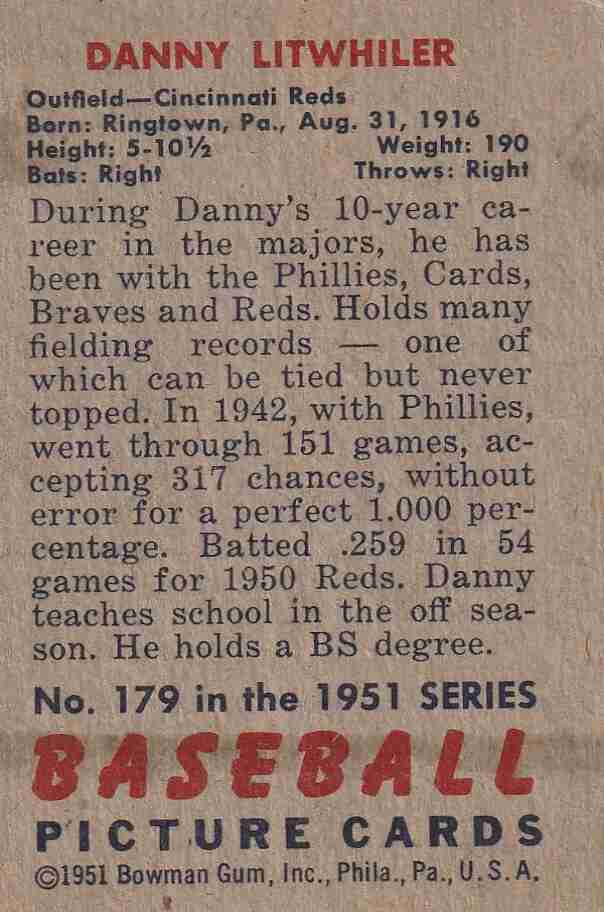 DANNY LITWHILER
Outfield—Cincinnati Reds
Born: Ringtown, Pa., Aug. 31, 1916
Height: 5-10½ Weight: 190
Bats: Right Throws: Right
During Danny's 10-year ca-
reer in the majors, he has
been with the Phillies, Cards,
Braves and Reds. Holds many
fielding records — one of
which can be tied but never
topped. In 1942, with Phillies,
went through 151 games, ac-
cepting 317 chances, without
error for a perfect 1.000 per-
centage. Batted .259 in 54
games for 1950 Reds. Danny
teaches school in the off sea-
son. He holds a BS degree.
No. 179 in the 1951 SERIES
BASEBALL
PICTURE CARDS
©1951 Bowman Gum, Inc., Phila., Pa., U.S.A.